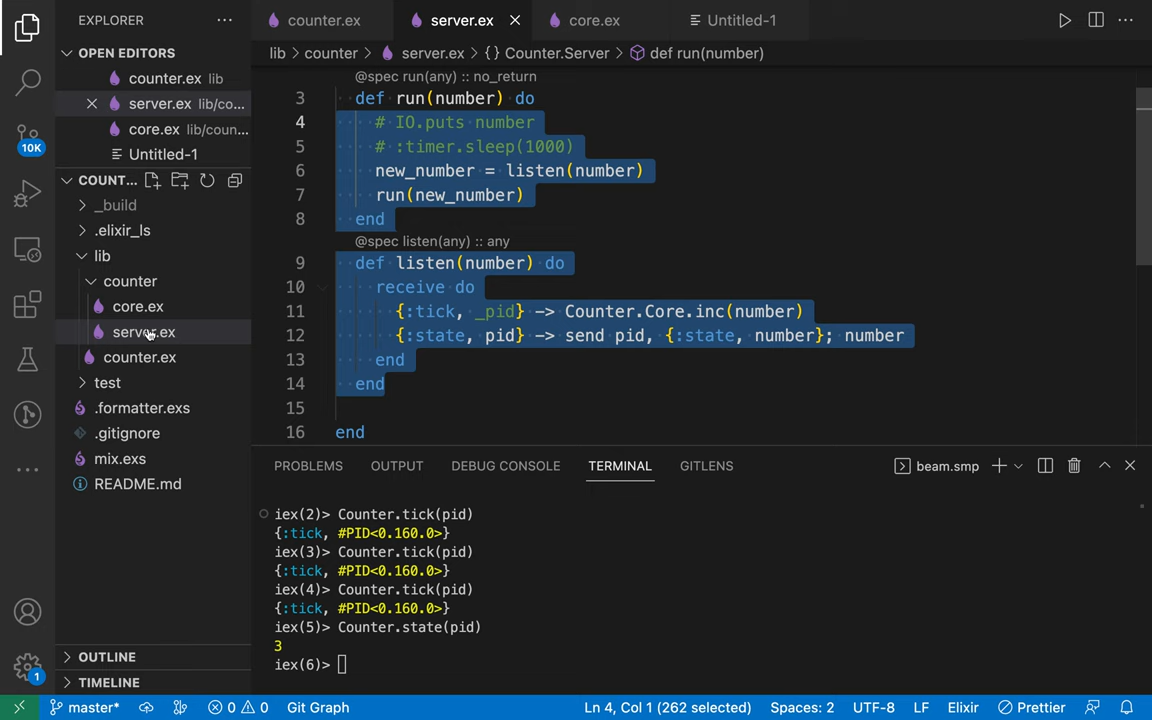 EXPLORER
OPEN EDITORS
counter.ex lib
server.ex lib/co...
core.ex lib/coun...
Untitled-1
COUNT...
_build
.elixir_ls
lib
counter
core.ex
server.ex
counter.ex
test
.formatter.exs
.gitignore
mix.exs
README.md
OUTLINE
TIMELINE
10K
1
counter.ex server.ex core.ex Untitled-1
lib counter server.ex {} Counter.Server def run(number)
@spec run(any) :: no_return
3 def run(number) do
4 # IO.puts number
5 # :timer.sleep(1000)
6 new_number = listen(number)
7 run(new_number)
8 end
@spec listen(any) :: any
9 def listen(number) do
10 receive do
11 {:tick, _pid} -> Counter.Core.inc(number)
12 {:state, pid} -> send pid, {:state, number}; number
13 end
14 end
15
16 end
PROBLEMS OUTPUT DEBUG CONSOLE TERMINAL GITLENS beam.smp
iex(2)> Counter.tick(pid)
{:tick, #PID<0.160.0>}
iex(3)> Counter.tick(pid)
{:tick, #PID<0.160.0>}
iex(4)> Counter.tick(pid)
{:tick, #PID<0.160.0>}
iex(5)> Counter.state(pid)
3
iex(6)>
master* 0 0 Git Graph Ln 4, Col 1 (262 selected) Spaces: 2 UTF-8 LF Elixir Prettier